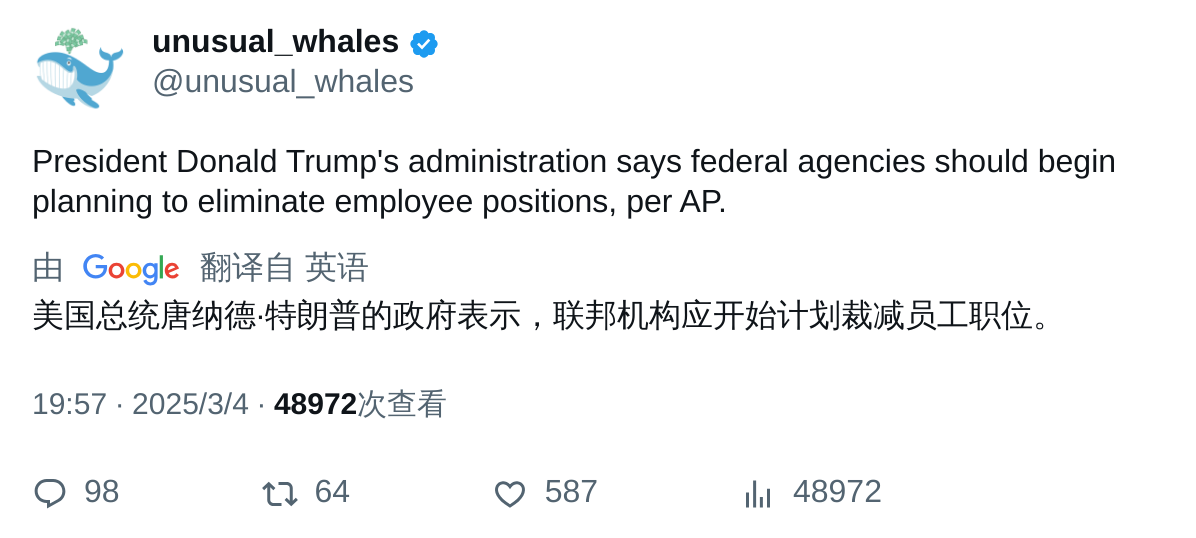 unusual_whales
@unusual_whales
President Donald Trump's administration says federal agencies should begin
planning to eliminate employee positions, per AP.
由 Google 翻译自 英语
美国总统唐纳德·特朗普的政府表示，联邦机构应开始计划裁减员工职位。
19:57 · 2025/3/4 · 48972次查看
98 64 587 48972